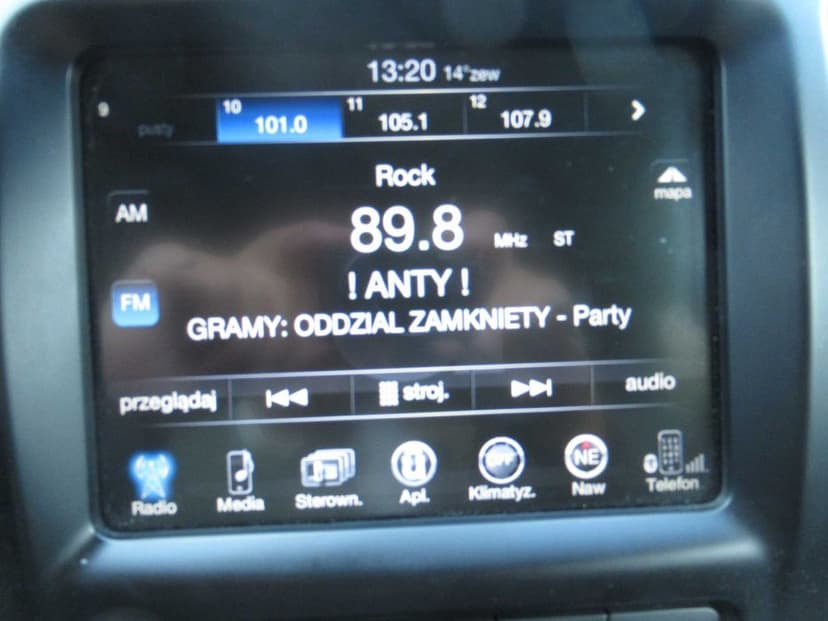 13:20 14°zew
9 pusty 10 101.0 11 105.1 12 107.9
Rock
mapa
AM
89.8 MHz ST
FM
! ANTY !
GRAMY: ODDZIAL ZAMKNIETY - Party
przeglądaj stroj. audio
OFF NE
Radio Media Sterown. Apl. Klimatyz. Naw Telefon